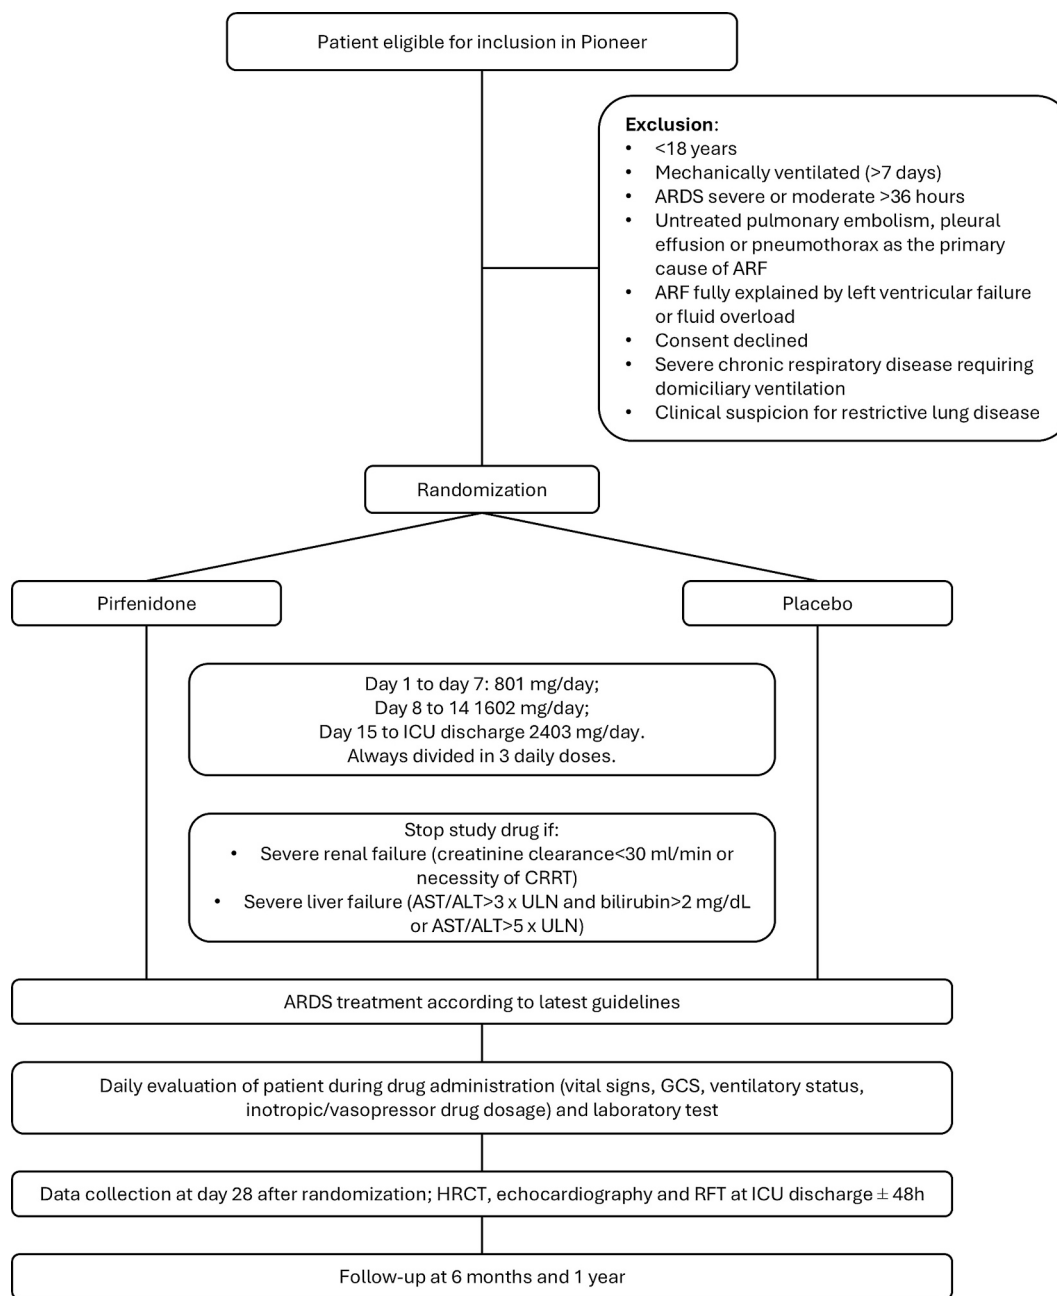 Patient eligible for inclusion in Pioneer
Exclusion:
• <18 years
• Mechanically ventilated (>7 days)
• ARDS severe or moderate >36 hours
• Untreated pulmonary embolism, pleural
effusion or pneumothorax as the primary
cause of ARF
• ARF fully explained by left ventricular failure
or fluid overload
• Consent declined
• Severe chronic respiratory disease requiring
domiciliary ventilation
• Clinical suspicion for restrictive lung disease
Randomization
Pirfenidone
Placebo
Day 1 to day 7: 801 mg/day;
Day 8 to 14 1602 mg/day;
Day 15 to ICU discharge 2403 mg/day.
Always divided in 3 daily doses.
Stop study drug if:
• Severe renal failure (creatinine clearance<30 ml/min or
necessity of CRRT)
• Severe liver failure (AST/ALT>3 x ULN and bilirubin>2 mg/dL
or AST/ALT>5 x ULN)
ARDS treatment according to latest guidelines
Daily evaluation of patient during drug administration (vital signs, GCS, ventilatory status,
inotropic/vasopressor drug dosage) and laboratory test
Data collection at day 28 after randomization; HRCT, echocardiography and RFT at ICU discharge ± 48h
Follow-up at 6 months and 1 year